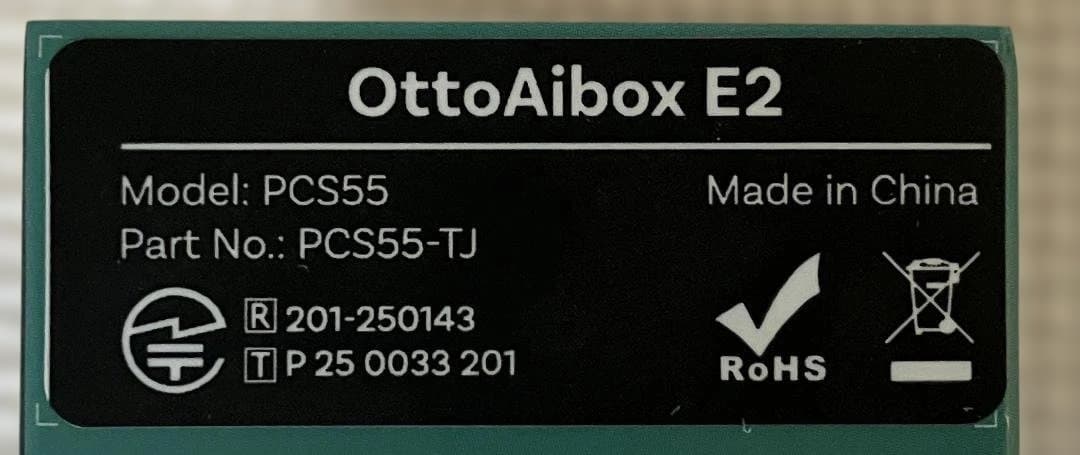 OttoAibox E2
Model: PCS55
Made in China
Part No.: PCS55-TJ
R 201-250143
T P 25 0033 201
RoHS